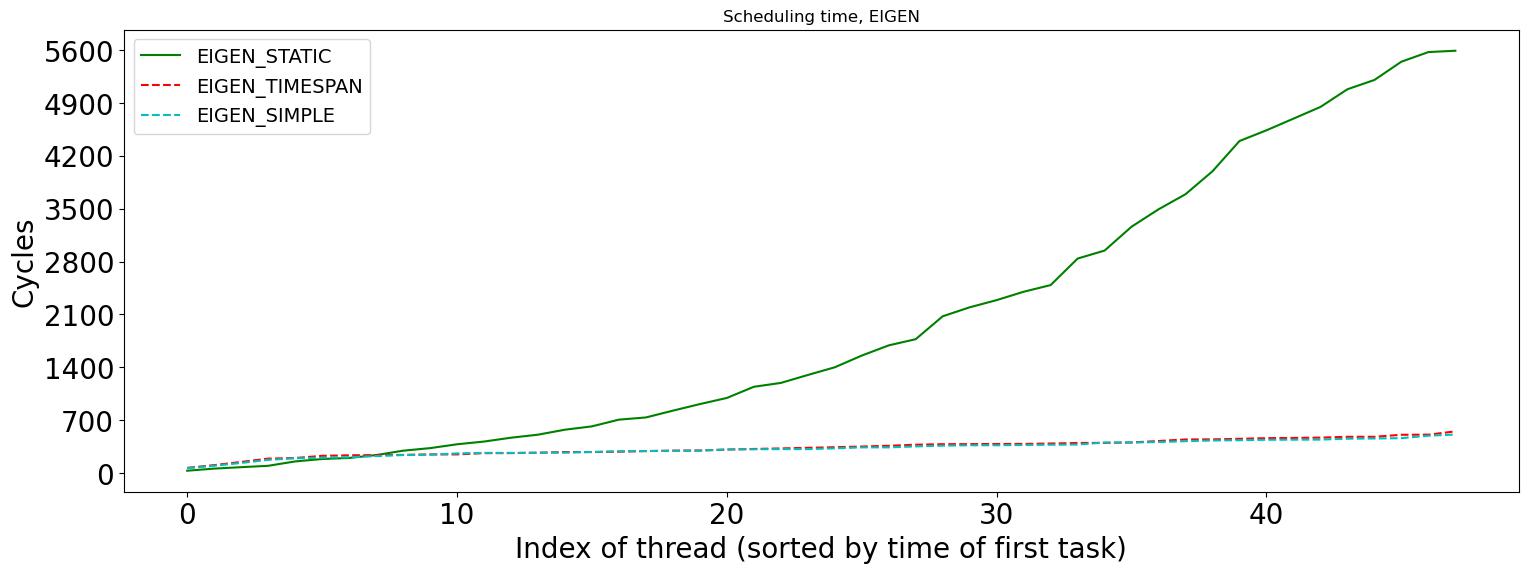 Scheduling time, EIGEN
EIGEN_STATIC
EIGEN_TIMESPAN
EIGEN_SIMPLE
5600
4900
4200
3500
2800
2100
1400
700
0
Cycles
0 10 20 30 40
Index of thread (sorted by time of first task)